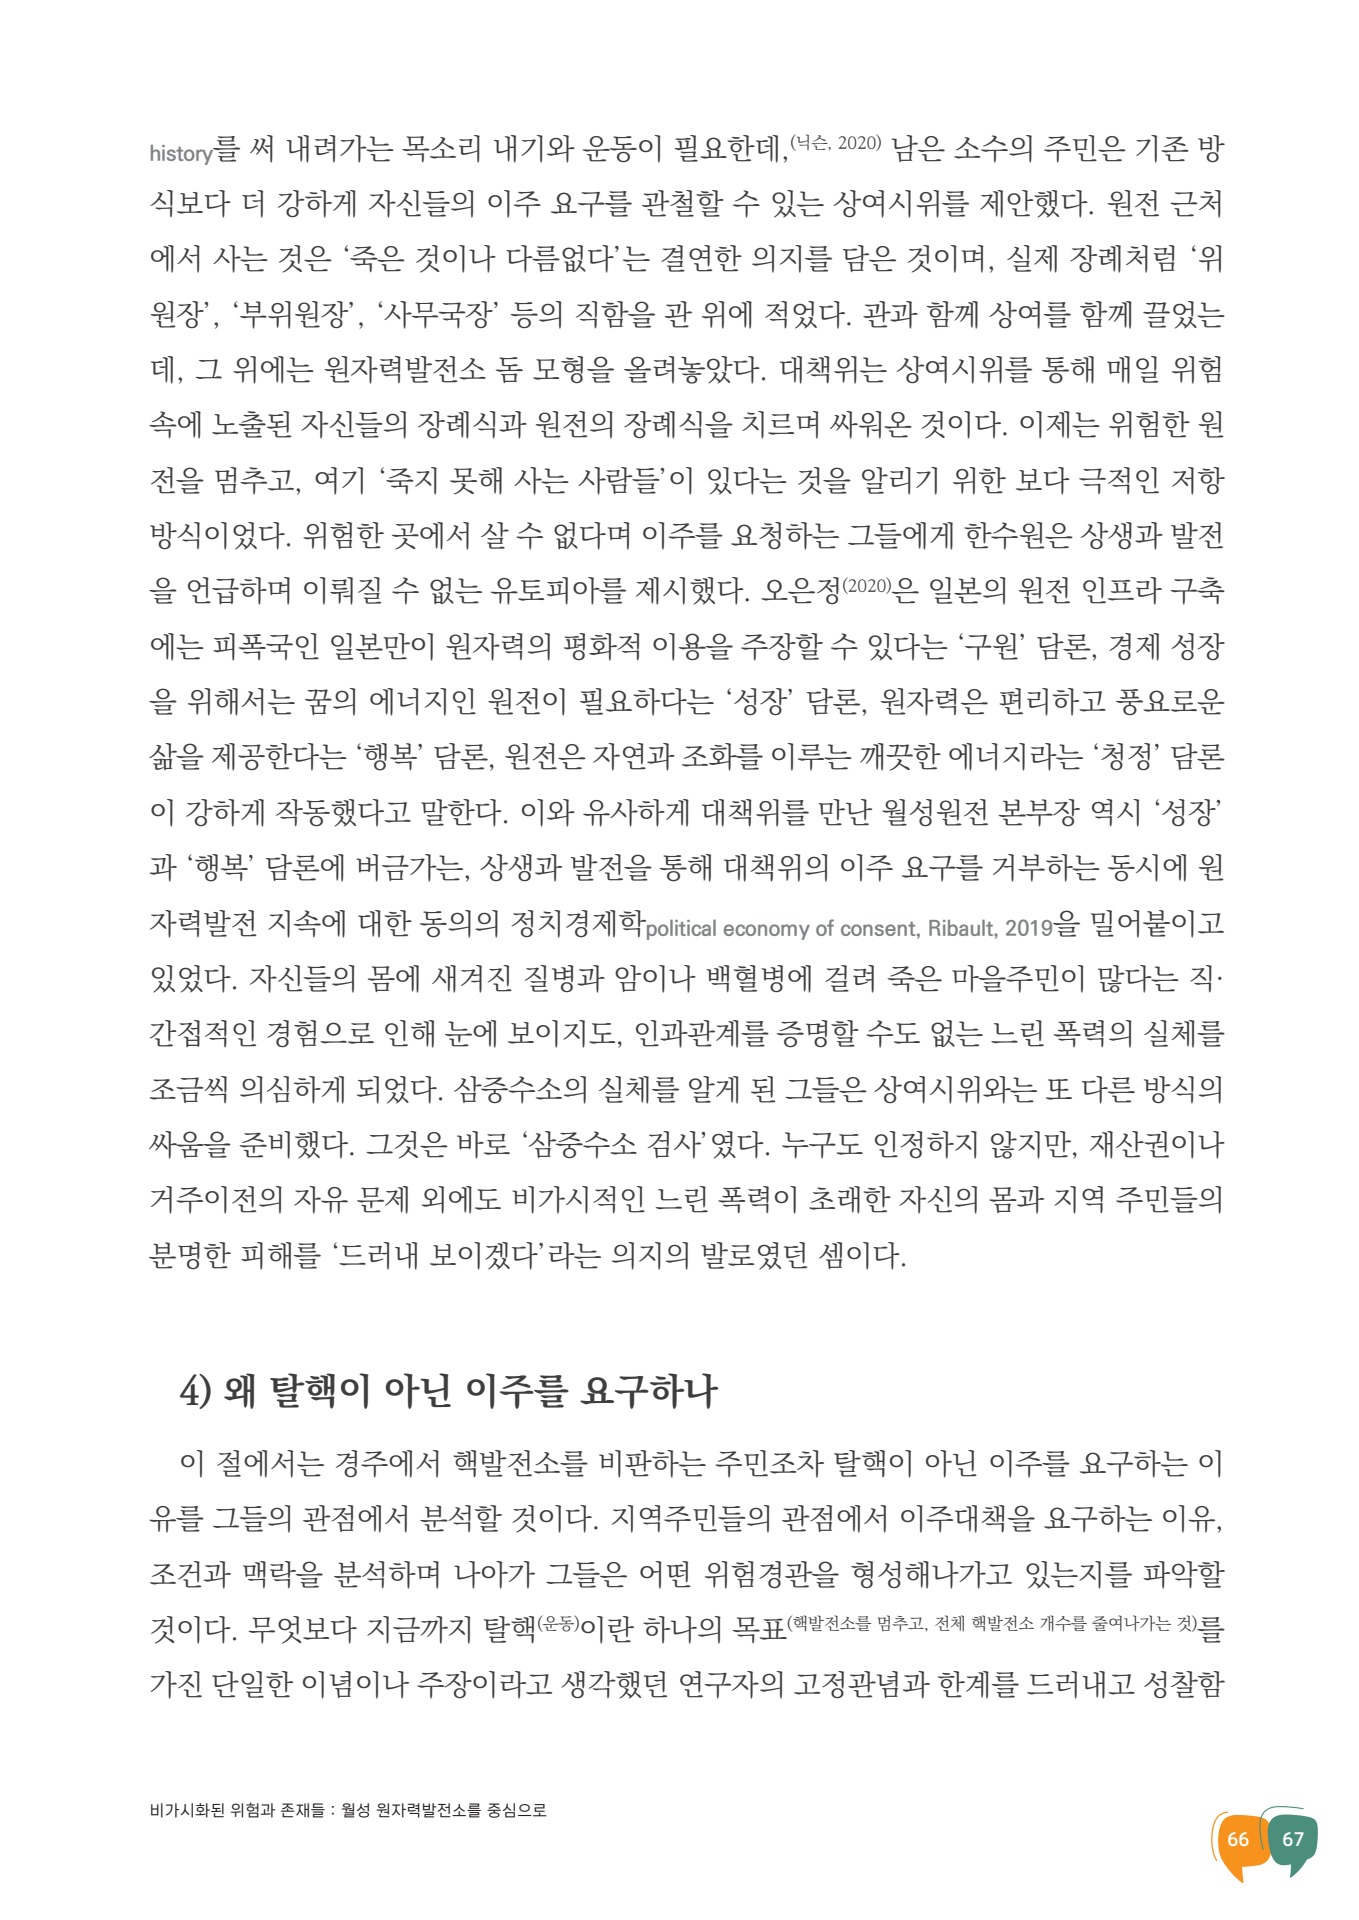 history를 써 내려가는 목소리 내기와 운동이 필요한데,(닉슨, 2020) 남은 소수의 주민은 기존 방
식보다 더 강하게 자신들의 이주 요구를 관철할 수 있는 상여시위를 제안했다. 원전 근처
에서 사는 것은 ‘죽은 것이나 다름없다’는 결연한 의지를 담은 것이며, 실제 장례처럼 ‘위
원장’, ‘부위원장’, ‘사무국장’ 등의 직함을 관 위에 적었다. 관과 함께 상여를 함께 끌었는
데, 그 위에는 원자력발전소 돔 모형을 올려놓았다. 대책위는 상여시위를 통해 매일 위험
속에 노출된 자신들의 장례식과 원전의 장례식을 치르며 싸워온 것이다. 이제는 위험한 원
전을 멈추고, 여기 ‘죽지 못해 사는 사람들’이 있다는 것을 알리기 위한 보다 극적인 저항
방식이었다. 위험한 곳에서 살 수 없다며 이주를 요청하는 그들에게 한수원은 상생과 발전
을 언급하며 이뤄질 수 없는 유토피아를 제시했다. 오은정(2020)은 일본의 원전 인프라 구축
에는 피폭국인 일본만이 원자력의 평화적 이용을 주장할 수 있다는 ‘구원’ 담론, 경제 성장
을 위해서는 꿈의 에너지인 원전이 필요하다는 ‘성장’ 담론, 원자력은 편리하고 풍요로운
삶을 제공한다는 ‘행복’ 담론, 원전은 자연과 조화를 이루는 깨끗한 에너지라는 ‘청정’ 담론
이 강하게 작동했다고 말한다. 이와 유사하게 대책위를 만난 월성원전 본부장 역시 ‘성장’
과 ‘행복’ 담론에 버금가는, 상생과 발전을 통해 대책위의 이주 요구를 거부하는 동시에 원
자력발전 지속에 대한 동의의 정치경제학political economy of consent, Ribault, 2019을 밀어붙이고
있었다. 자신들의 몸에 새겨진 질병과 암이나 백혈병에 걸려 죽은 마을주민이 많다는 직·
간접적인 경험으로 인해 눈에 보이지도, 인과관계를 증명할 수도 없는 느린 폭력의 실체를
조금씩 의심하게 되었다. 삼중수소의 실체를 알게 된 그들은 상여시위와는 또 다른 방식의
싸움을 준비했다. 그것은 바로 ‘삼중수소 검사’였다. 누구도 인정하지 않지만, 재산권이나
거주이전의 자유 문제 외에도 비가시적인 느린 폭력이 초래한 자신의 몸과 지역 주민들의
분명한 피해를 ‘드러내 보이겠다’라는 의지의 발로였던 셈이다.
4) 왜 탈핵이 아닌 이주를 요구하나
이 절에서는 경주에서 핵발전소를 비판하는 주민조차 탈핵이 아닌 이주를 요구하는 이
유를 그들의 관점에서 분석할 것이다. 지역주민들의 관점에서 이주대책을 요구하는 이유,
조건과 맥락을 분석하며 나아가 그들은 어떤 위험경관을 형성해나가고 있는지를 파악할
것이다. 무엇보다 지금까지 탈핵(운동)이란 하나의 목표(핵발전소를 멈추고, 전체 핵발전소 개수를 줄여나가는 것)를
가진 단일한 이념이나 주장이라고 생각했던 연구자의 고정관념과 한계를 드러내고 성찰함
비가시화된 위험과 존재들 : 월성 원자력발전소를 중심으로
66 67